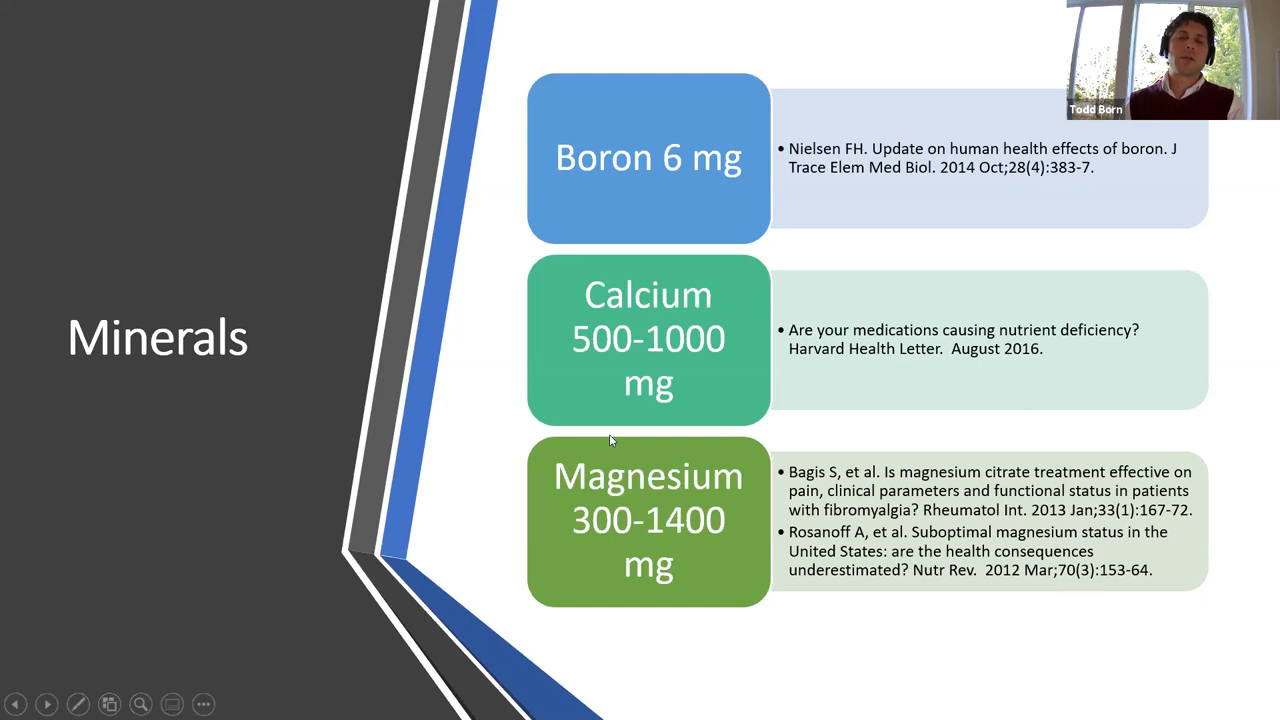 Minerals
Boron 6 mg
• Nielsen FH. Update on human health effects of boron. J
Trace Elem Med Biol. 2014 Oct;28(4):383-7.
Calcium
500-1000
mg
• Are your medications causing nutrient deficiency?
Harvard Health Letter.  August 2016.
Magnesium
300-1400
mg
• Bagis S, et al. Is magnesium citrate treatment effective on
pain, clinical parameters and functional status in patients
with fibromyalgia? Rheumatol Int. 2013 Jan;33(1):167-72.
• Rosanoff A, et al. Suboptimal magnesium status in the
United States: are the health consequences
underestimated? Nutr Rev.  2012 Mar;70(3):153-64.
Todd Born